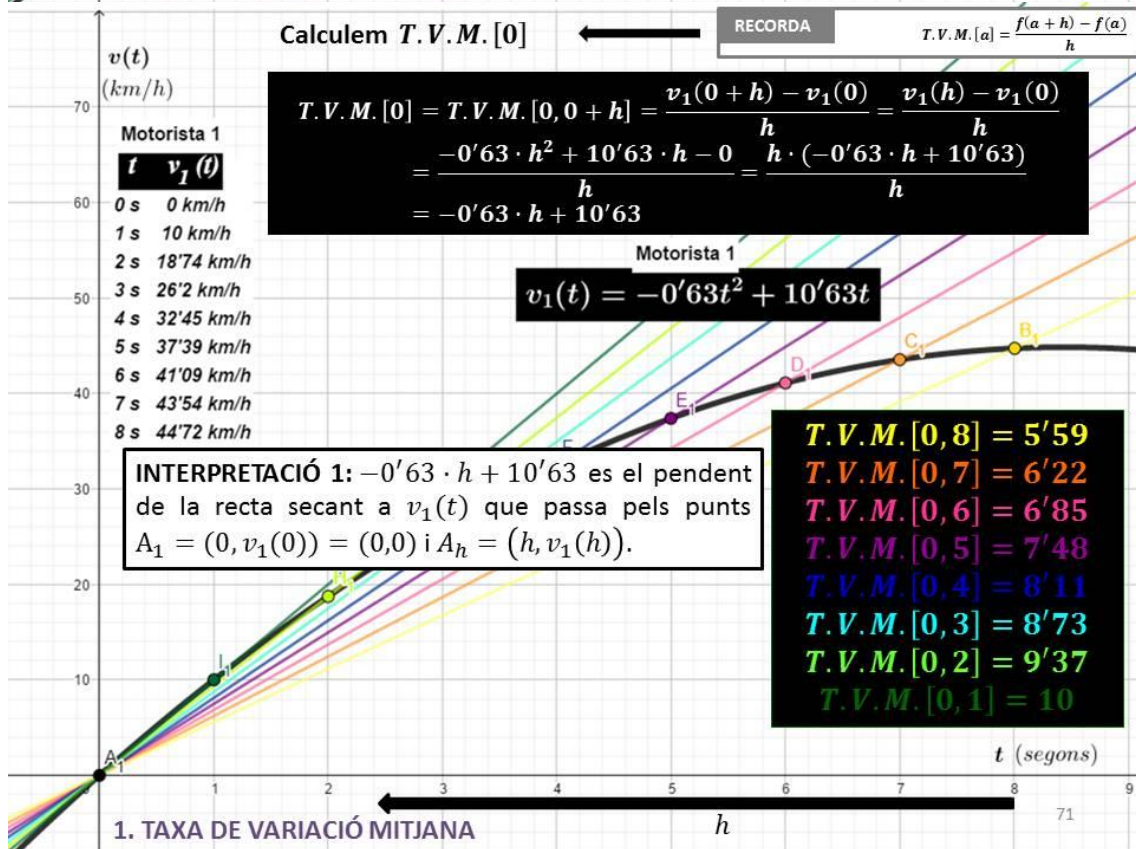 Calculem T.V.M.[0]
RECORDA
T.V.M.[a] = \frac{f(a + h) − f(a)}{h}
v(t)
(km/h)
T.V.M.[0] = T.V.M.[0, 0 + h] = \frac{v₁(0 + h) − v₁(0)}{h} = \frac{v₁(h) − v₁(0)}{h}
= \frac{−0′63 · h² + 10′63 · h − 0}{h} = \frac{h · (−0′63 · h + 10′63)}{h}
= −0′63 · h + 10′63
Motorista 1
t v₁(t)
0 s 0 km/h
1 s 10 km/h
2 s 18'74 km/h
3 s 26'2 km/h
4 s 32'45 km/h
5 s 37'39 km/h
6 s 41'09 km/h
7 s 43'54 km/h
8 s 44'72 km/h
Motorista 1
v₁(t) = −0′63t² + 10′63t
70
60
50
40
30
20
10
B₁
C₁
D₁
E₁
H₁
I₁
A₁
INTERPRETACIÓ 1: −0′63 · h + 10′63 es el pendent
de la recta secant a v₁(t) que passa pels punts
A₁ = (0, v₁(0)) = (0,0) i Aₕ = (h, v₁(h)).
T.V.M.[0, 8] = 5′59
T.V.M.[0, 7] = 6′22
T.V.M.[0, 6] = 6′85
T.V.M.[0, 5] = 7′48
T.V.M.[0, 4] = 8′11
T.V.M.[0, 3] = 8′73
T.V.M.[0, 2] = 9′37
T.V.M.[0, 1] = 10
t (segons)
0 1 2 3 4 5 6 7 8 9
h
71
1. TAXA DE VARIACIÓ MITJANA